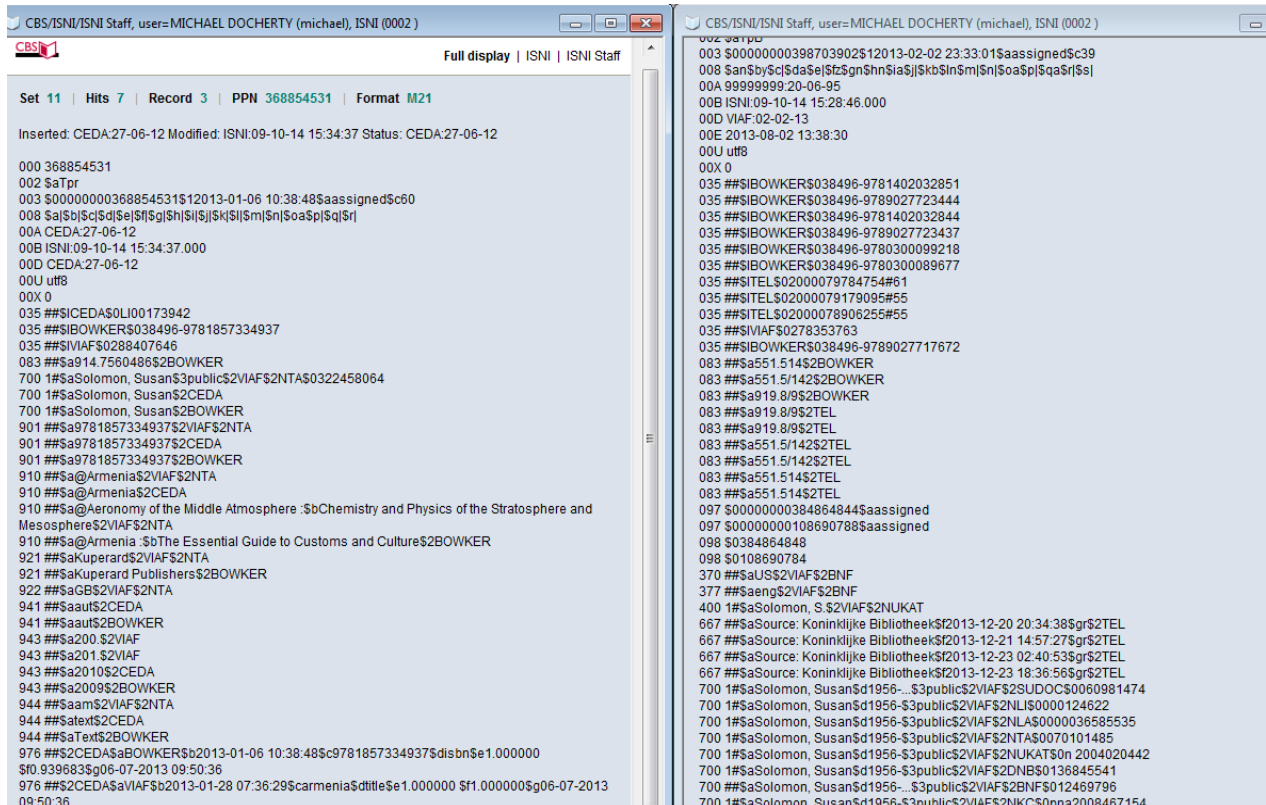 CBS/ISNI/ISNI Staff, user=MICHAEL DOCHERTY (michael), ISNI (0002 )
CBS
Full display | ISNI | ISNI Staff
Set 11 | Hits 7 | Record 3 | PPN 368854531 | Format M21
Inserted: CEDA:27-06-12 Modified: ISNI:09-10-14 15:34:37 Status: CEDA:27-06-12
000 368854531
002 $aTpr
003 $00000000368854531$12013-01-06 10:38:48$aassigned$c60
008 $a|$b|$c|$d|$e|$f|$g|$h|$i|$j|$k|$l|$m|$n|$oa$p|$q|$r|
00A CEDA:27-06-12
00B ISNI:09-10-14 15:34:37.000
00D CEDA:27-06-12
00U utf8
00X 0
035 ##$ICEDA$0LI00173942
035 ##$IBOWKER$038496-9781857334937
035 ##$IVIAF$0288407646
083 ##$a914.7560486$2BOWKER
700 1#$aSolomon, Susan$3public$2VIAF$2NTA$0322458064
700 1#$aSolomon, Susan$2CEDA
700 1#$aSolomon, Susan$2BOWKER
901 ##$a9781857334937$2VIAF$2NTA
901 ##$a9781857334937$2CEDA
901 ##$a9781857334937$2BOWKER
910 ##$a@Armenia$2VIAF$2NTA
910 ##$a@Armenia$2CEDA
910 ##$a@Aeronomy of the Middle Atmosphere :$bChemistry and Physics of the Stratosphere and
Mesosphere$2VIAF$2NTA
910 ##$a@Armenia :$bThe Essential Guide to Customs and Culture$2BOWKER
921 ##$aKuperard$2VIAF$2NTA
921 ##$aKuperard Publishers$2BOWKER
922 ##$aGB$2VIAF$2NTA
941 ##$aaut$2CEDA
941 ##$aaut$2BOWKER
943 ##$a200.$2VIAF
943 ##$a201.$2VIAF
943 ##$a2010$2CEDA
943 ##$a2009$2BOWKER
944 ##$aam$2VIAF$2NTA
944 ##$atext$2CEDA
944 ##$aText$2BOWKER
976 ##$2CEDA$aBOWKER$b2013-01-06 10:38:48$c9781857334937$disbn$e1.000000
$f0.939683$g06-07-2013 09:50:36
976 ##$2CEDA$aVIAF$b2013-01-28 07:36:29$carmenia$dtitle$e1.000000 $f1.000000$g06-07-2013
09:50:36
CBS/ISNI/ISNI Staff, user=MICHAEL DOCHERTY (michael), ISNI (0002 )
002 $aTpB
003 $00000000398703902$12013-02-02 23:33:01$aassigned$c39
008 $an$by$c|$da$e|$fz$gn$hn$ia$j|$kb$ln$m|$n|$oa$p|$qa$r|$s|
00A 99999999:20-06-95
00B ISNI:09-10-14 15:28:46.000
00D VIAF:02-02-13
00E 2013-08-02 13:38:30
00U utf8
00X 0
035 ##$IBOWKER$038496-9781402032851
035 ##$IBOWKER$038496-9789027723444
035 ##$IBOWKER$038496-9781402032844
035 ##$IBOWKER$038496-9789027723437
035 ##$IBOWKER$038496-9780300099218
035 ##$IBOWKER$038496-9780300089677
035 ##$ITEL$02000079784754#61
035 ##$ITEL$02000079179095#55
035 ##$ITEL$02000078906255#55
035 ##$IVIAF$0278353763
035 ##$IBOWKER$038496-9789027717672
083 ##$a551.514$2BOWKER
083 ##$a551.5/142$2BOWKER
083 ##$a919.8/9$2BOWKER
083 ##$a919.8/9$2TEL
083 ##$a919.8/9$2TEL
083 ##$a551.5/142$2TEL
083 ##$a551.5/142$2TEL
083 ##$a551.514$2TEL
083 ##$a551.514$2TEL
097 $00000000384864844$aassigned
097 $00000000108690788$aassigned
098 $0384864848
098 $0108690784
370 ##$aUS$2VIAF$2BNF
377 ##$aeng$2VIAF$2BNF
400 1#$aSolomon, S.$2VIAF$2NUKAT
667 ##$aSource: Koninklijke Bibliotheek$f2013-12-20 20:34:38$gr$2TEL
667 ##$aSource: Koninklijke Bibliotheek$f2013-12-21 14:57:27$gr$2TEL
667 ##$aSource: Koninklijke Bibliotheek$f2013-12-23 02:40:53$gr$2TEL
667 ##$aSource: Koninklijke Bibliotheek$f2013-12-23 18:36:56$gr$2TEL
700 1#$aSolomon, Susan$d1956-...$3public$2VIAF$2SUDOC$0060981474
700 1#$aSolomon, Susan$d1956-$3public$2VIAF$2NLI$0000124622
700 1#$aSolomon, Susan$d1956-$3public$2VIAF$2NLA$0000036585535
700 1#$aSolomon, Susan$d1956-$3public$2VIAF$2NTA$0070101485
700 1#$aSolomon, Susan$d1956-$3public$2VIAF$2NUKAT$0n 2004020442
700 1#$aSolomon, Susan$d1956-$3public$2VIAF$2DNB$0136845541
700 ##$aSolomon, Susan$d1956-...$3public$2VIAF$2BNF$012469796
700 1#$aSolomon, Susan$d1956-$3public$2VIAF$2NKC$0pna2008467154